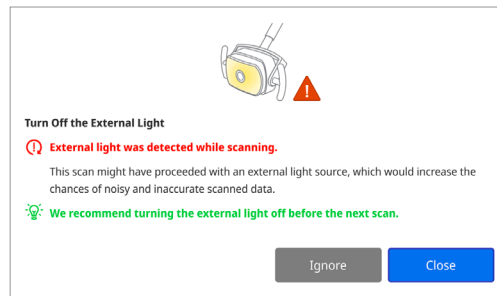 Turn Off the External Light
External light was detected while scanning.
This scan might have proceeded with an external light source, which would increase the
chances of noisy and inaccurate scanned data.
We recommend turning the external light off before the next scan.
Ignore
Close